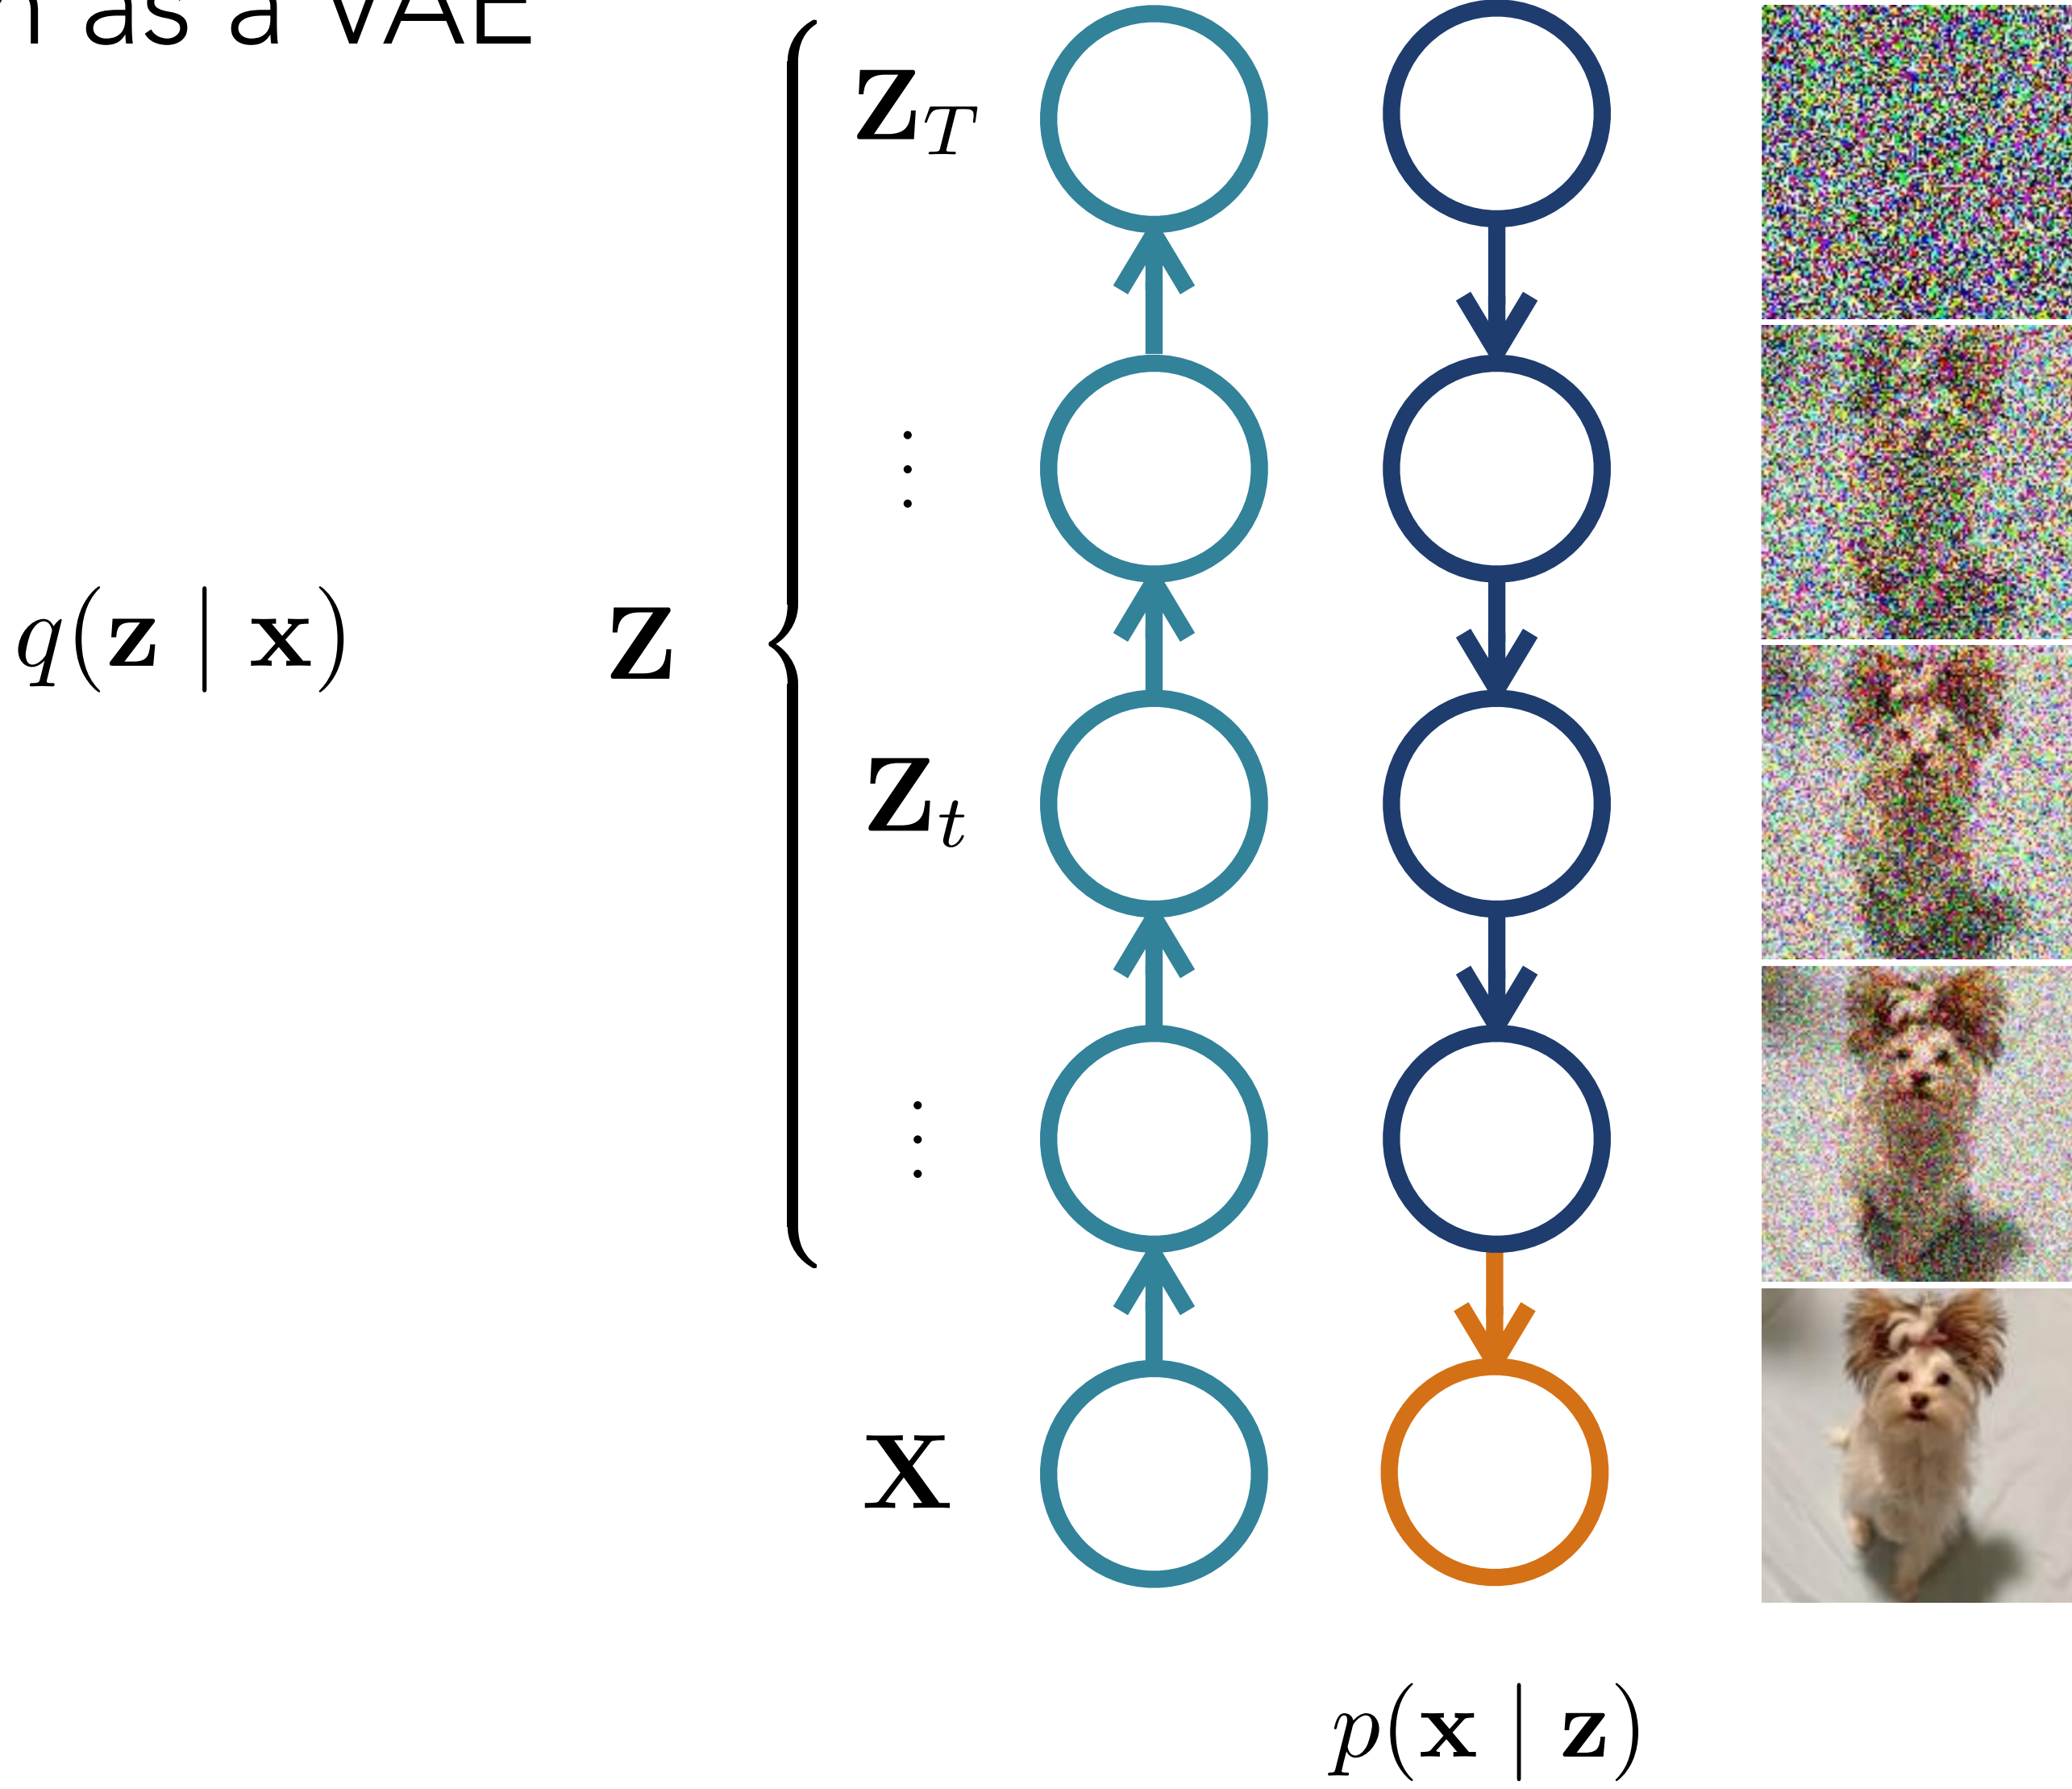 as a VAE
z_T
⋮
q(z | x)
z
z_t
⋮
x
p(x | z)